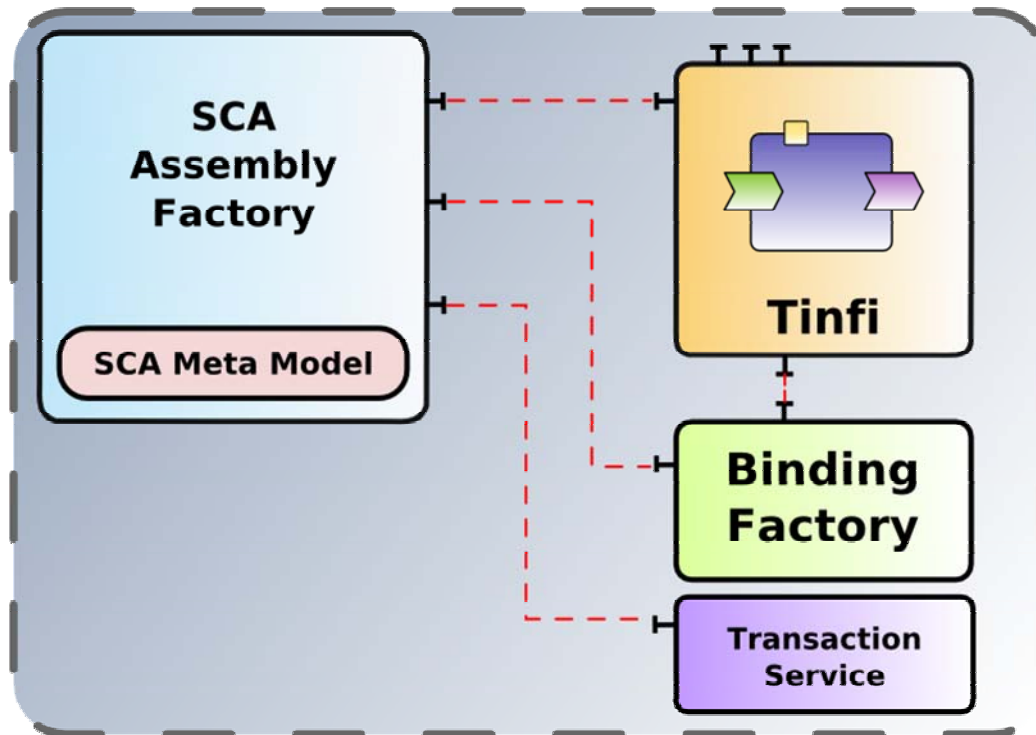 SCA
Assembly
Factory
SCA Meta Model
Tinfi
Binding
Factory
Transaction
Service